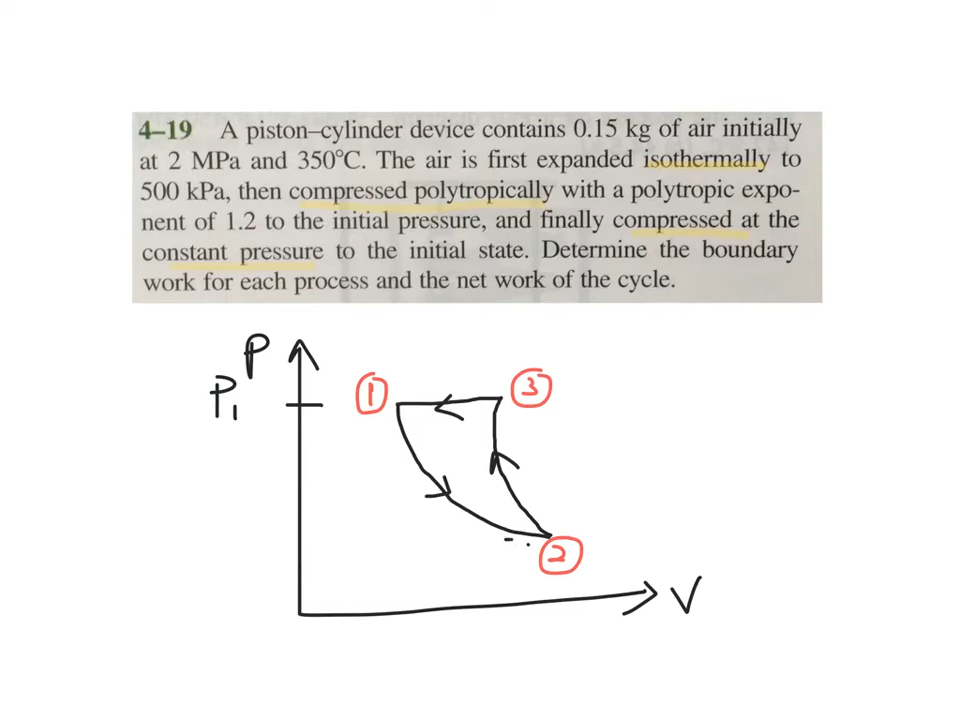 4–19 A piston–cylinder device contains 0.15 kg of air initially
at 2 MPa and 350°C. The air is first expanded isothermally to
500 kPa, then compressed polytropically with a polytropic expo-
nent of 1.2 to the initial pressure, and finally compressed at the
constant pressure to the initial state. Determine the boundary
work for each process and the net work of the cycle.
P
P1
1
3
2
V